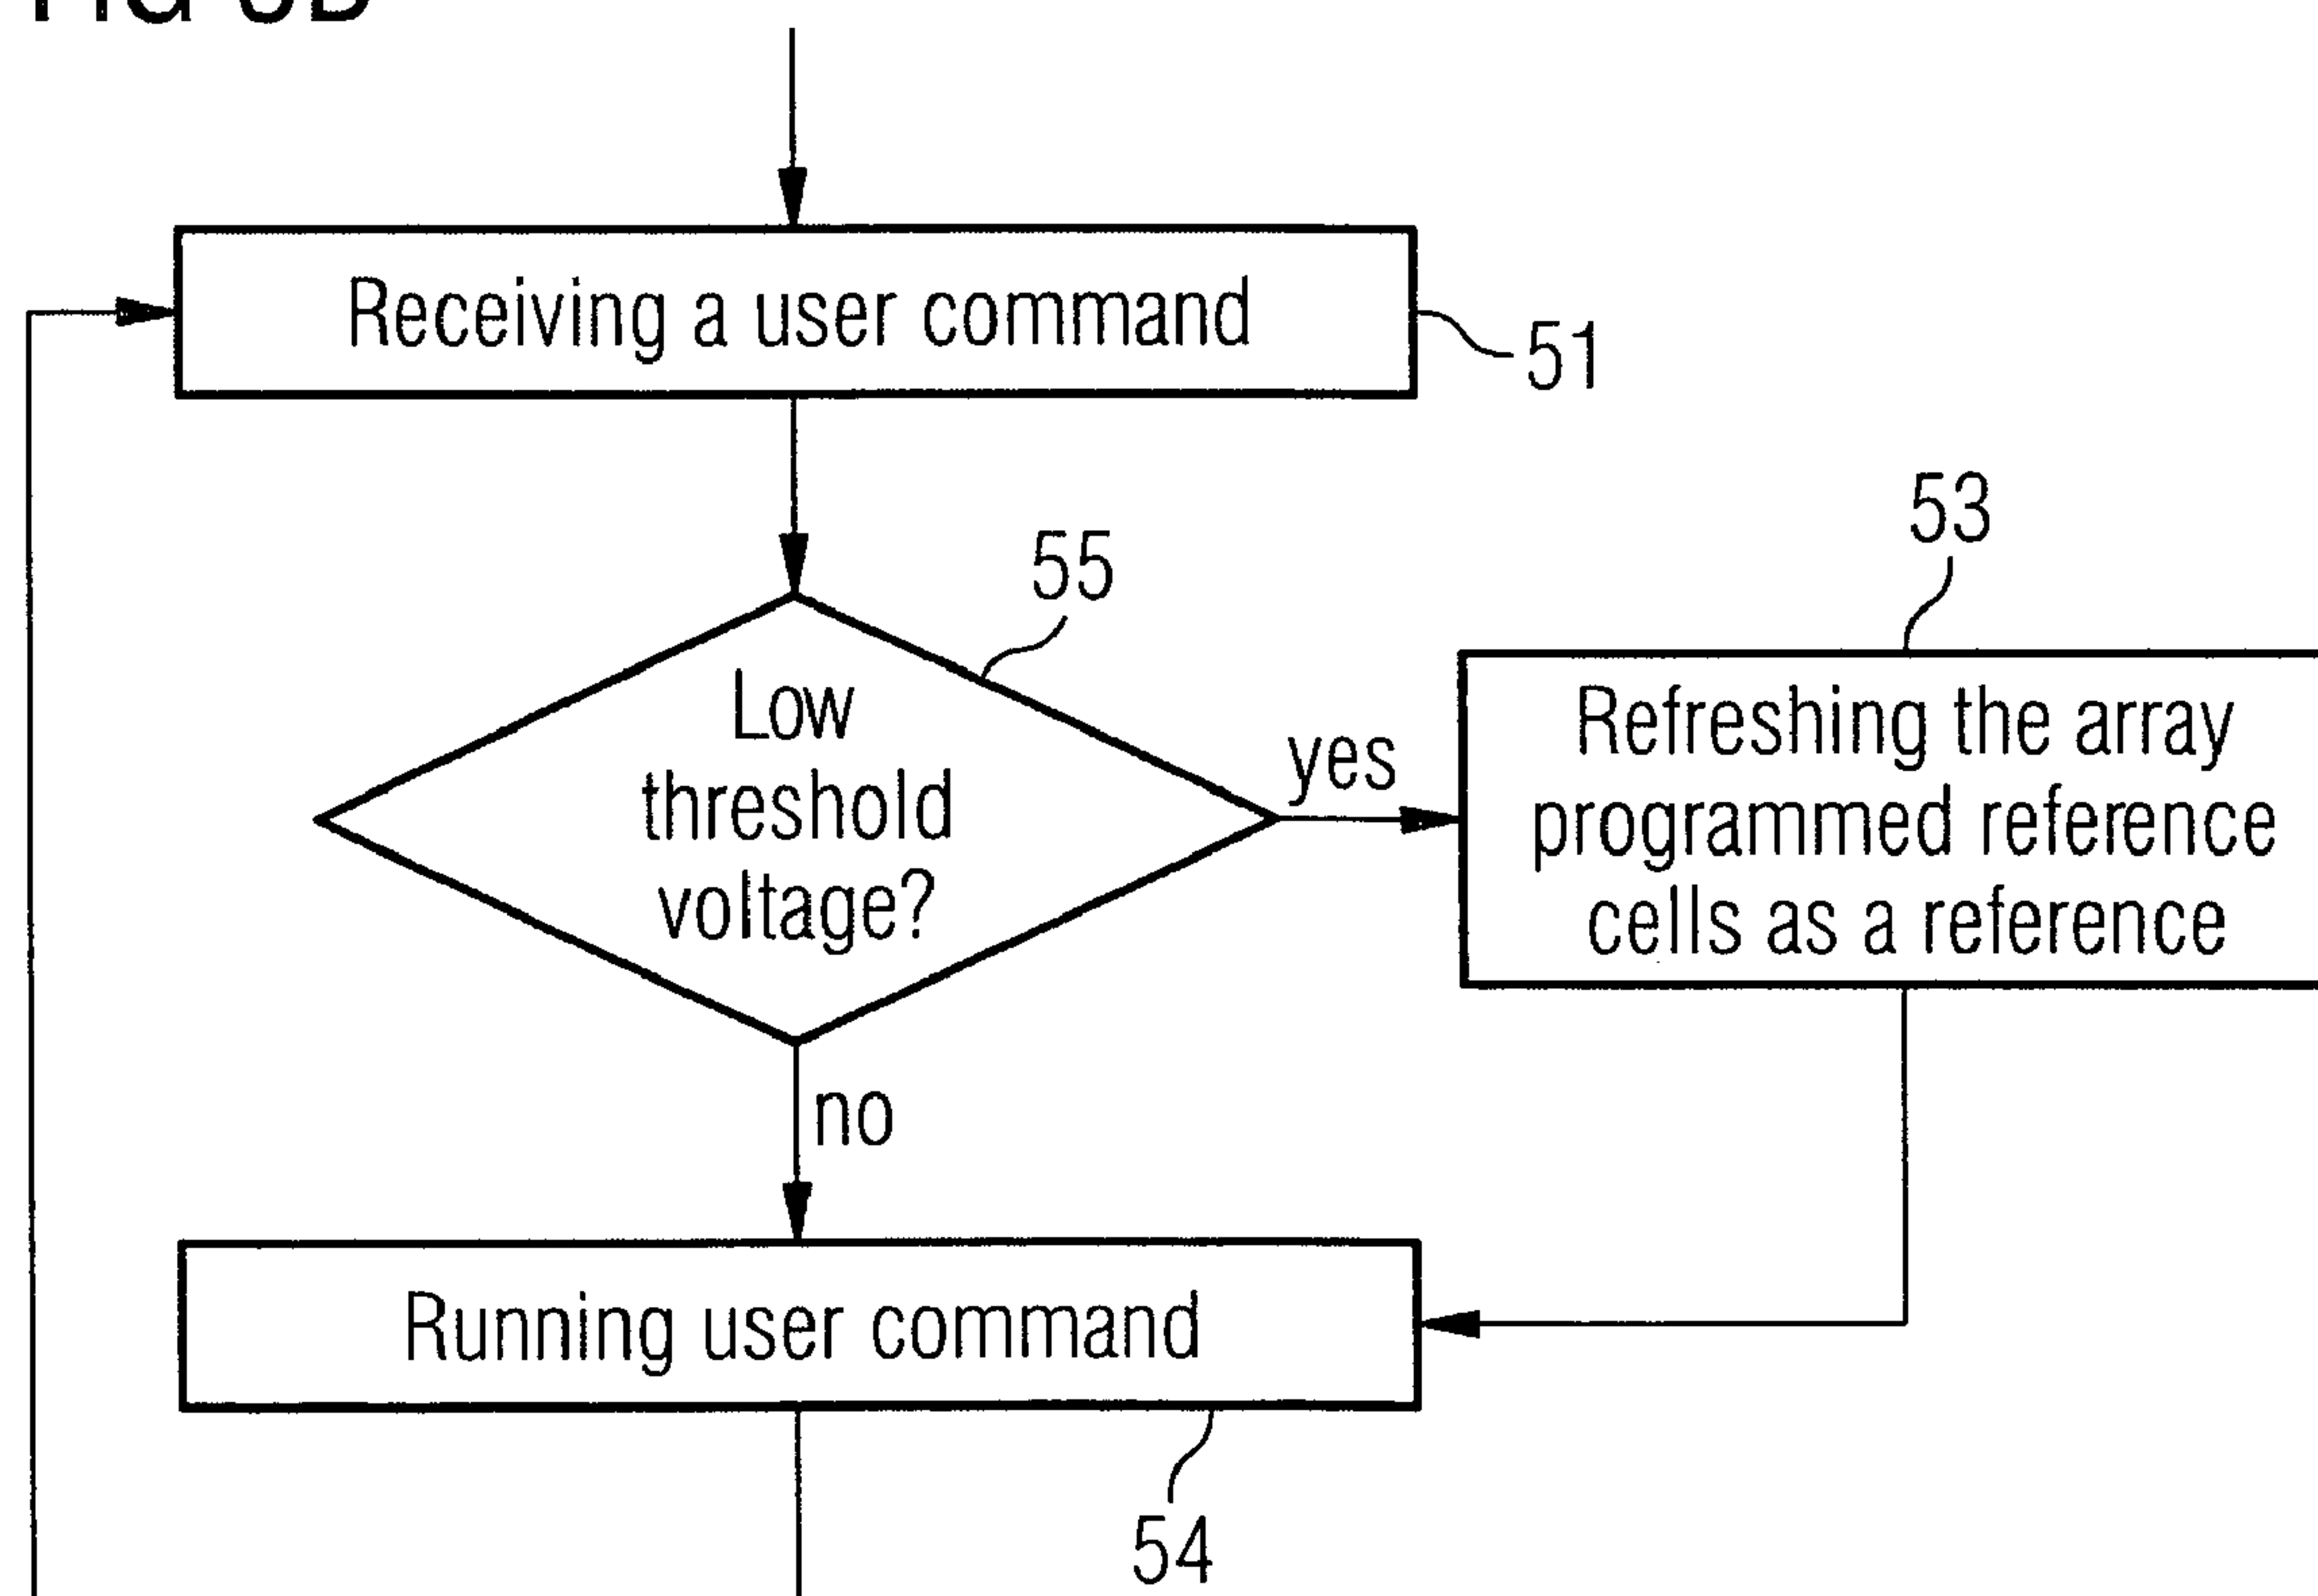 Receiving a user command
51
55
53
Low
threshold
voltage?
yes
Refreshing the array
programmed reference
cells as a reference
no
Running user command
54